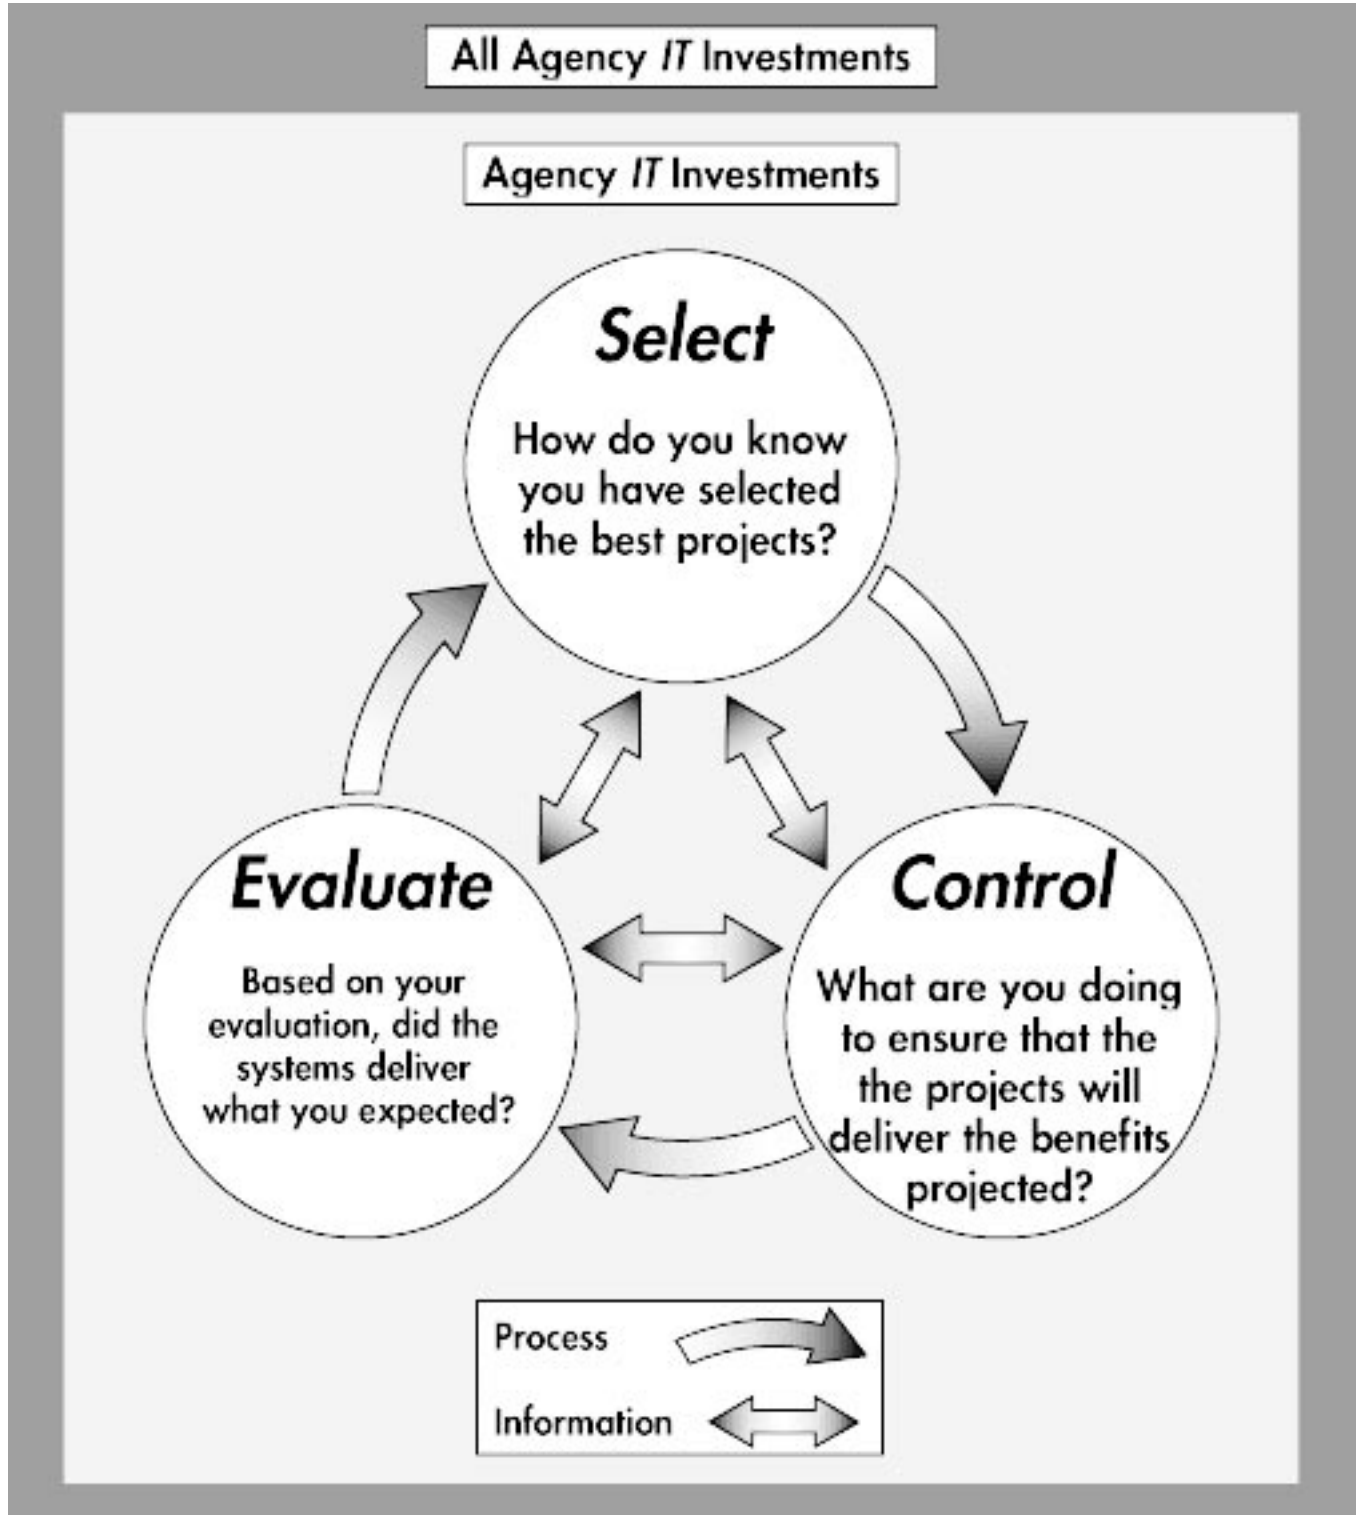 All Agency IT Investments
Agency IT Investments
Select
How do you know
you have selected
the best projects?
Evaluate
Based on your
evaluation, did the
systems deliver
what you expected?
Control
What are you doing
to ensure that the
the projects will
deliver the benefits
projected?
Process
Information